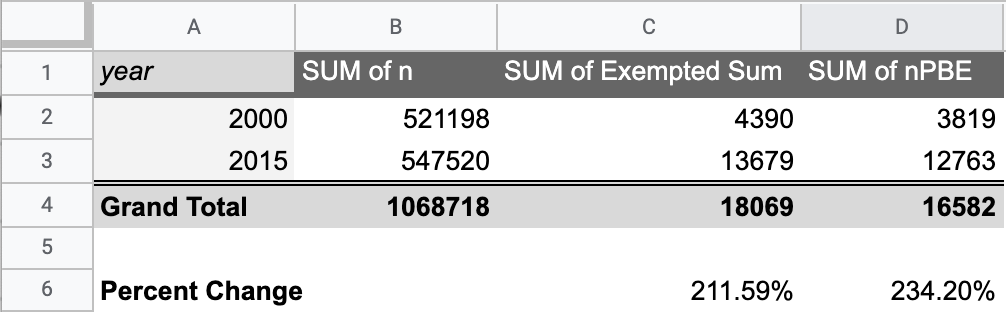 A B C D
1 year SUM of n SUM of Exempted Sum SUM of nPBE
2 2000 521198 4390 3819
3 2015 547520 13679 12763
4 Grand Total 1068718 18069 16582
5
6 Percent Change 211.59% 234.20%